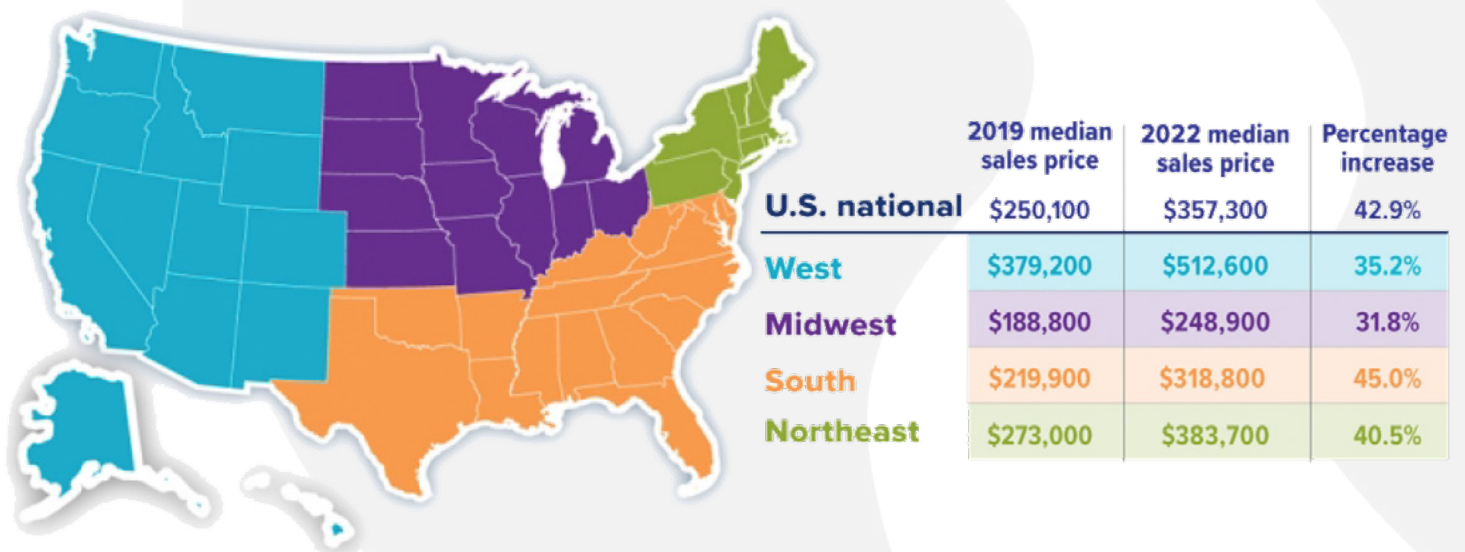 2019 median sales price
2022 median sales price
Percentage increase
U.S. national $250,100 $357,300 42.9%
West $379,200 $512,600 35.2%
Midwest $188,800 $248,900 31.8%
South $219,900 $318,800 45.0%
Northeast $273,000 $383,700 40.5%